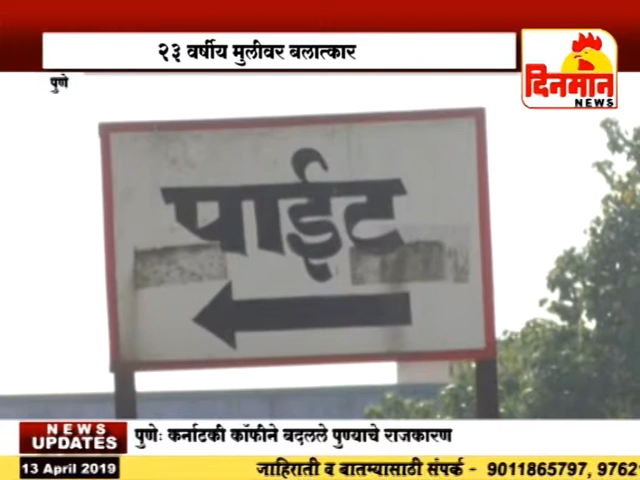 २३ वर्षीय मुलीवर बलात्कार
दिनमान
NEWS
पुणे
पाईट
NEWS
UPDATES
पुणेः कर्नाटकी कॉफीने बदलले पुण्याचे राजकारण
13 April 2019
जाहिराती व बातम्यासाठी संपर्क - 9011865797, 9762